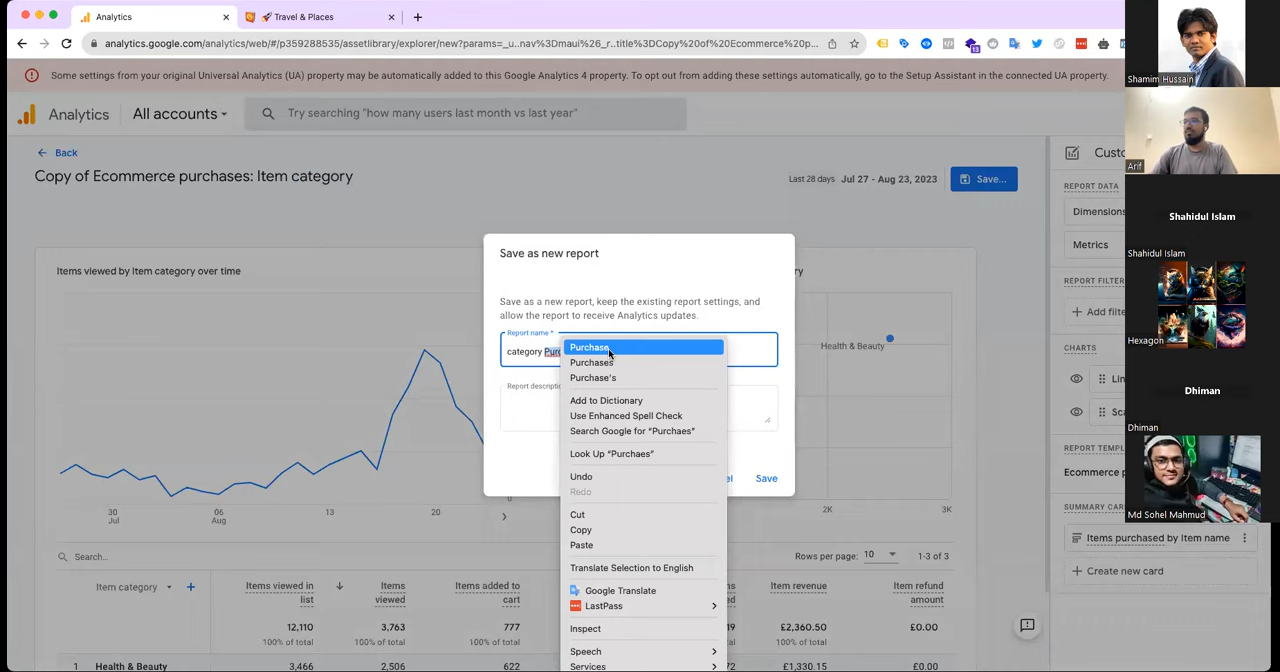 Analytics
🚀 Travel & Places
analytics.google.com/analytics/web/#/p359288535/assetlibrary/explorer/new?params=_u..nav%3Dmaui%26_r..title%3DCopy%20of%20Ecommerce%20p...
13
Some settings from your original Universal Analytics (UA) property may be automatically added to this Google Analytics 4 property. To opt out from adding these settings automatically, go to the Setup Assistant in the connected UA property.
Analytics
All accounts
Try searching "how many users last month vs last year"
Back
Copy of Ecommerce purchases: Item category
Last 28 days Jul 27 - Aug 23, 2023
Save...
Items viewed by Item category over time
30
Jul
06
Aug
13
20
0
2K
3K
Health & Beauty
Save as new report
Save as a new report, keep the existing report settings, and
allow the report to receive Analytics updates.
Report name *
category Purc
Report descriptio
Save
Purchase
Purchases
Purchase's
Add to Dictionary
Use Enhanced Spell Check
Search Google for "Purchaes"
Look Up "Purchaes"
Undo
Redo
Cut
Copy
Paste
Translate Selection to English
Google Translate
LastPass
Inspect
Speech
Services
Search...
Rows per page: 10
1-3 of 3
Item category
Items viewed in
list
Items
viewed
Items added to
cart
Item revenue
Item refund
amount
12,110
3,763
777
£2,360.50
£0.00
100% of total
100% of total
100% of total
100% of total
1 Health & Beauty
3,466
2,506
622
£1,330.15
£0.00
REPORT DATA
Dimensions
Metrics
REPORT FILTER
Add filte
CHARTS
Lin
Sca
REPORT TEMPL
Ecommerce p
SUMMARY CAR
Items purchased by Item name
Create new card
Shamim Hussain
Arif
Shahidul Islam
Shahidul Islam
Hexagon
Dhiman
Dhiman
Md Sohel Mahmud